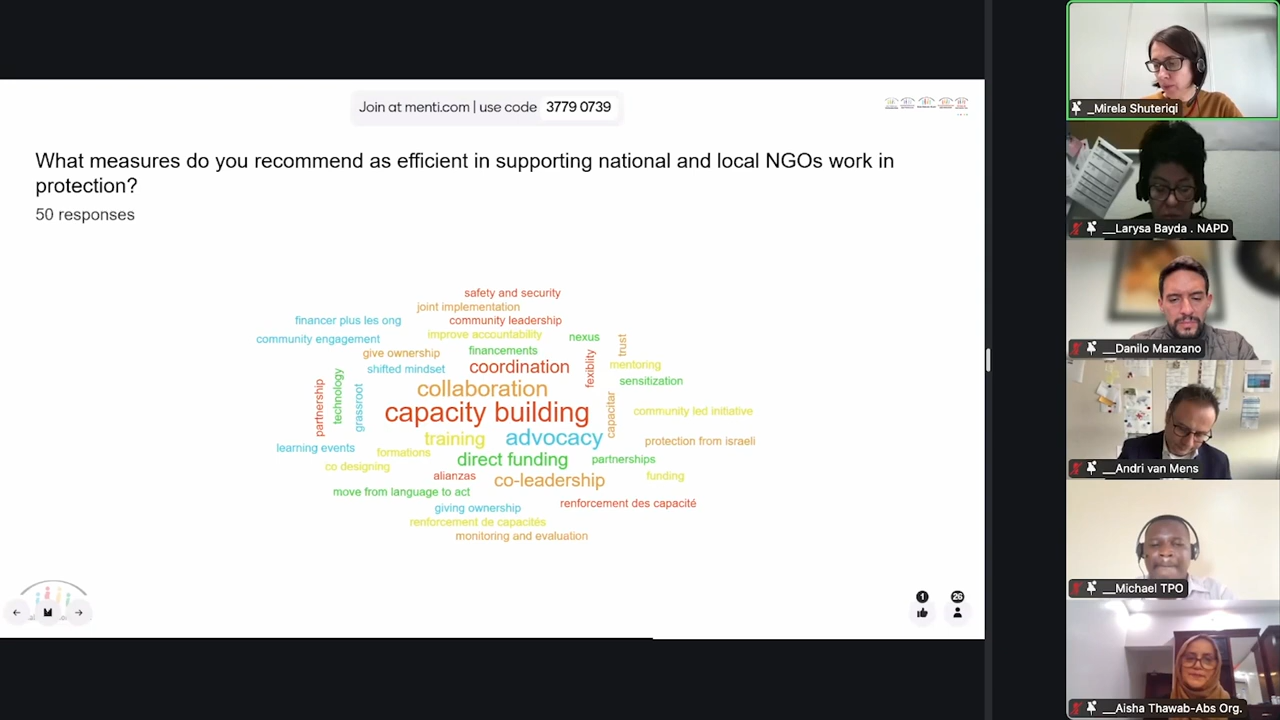 Join at menti.com | use code 3779 0739
What measures do you recommend as efficient in supporting national and local NGOs work in
protection?
50 responses
safety and security
joint implementation
financer plus les ong
community leadership
community engagement
improve accountability
nexus
trust
give ownership
financements
shifted mindset
coordination
fexiblity
mentoring
sensitization
partnership
technology
grassroot
collaboration
capacity building
capacitar
community led initiative
training
advocacy
protection from israeli
learning events
formations
direct funding
partnerships
co designing
alianzas
co-leadership
funding
move from language to act
renforcement des capacité
giving ownership
renforcement de capacités
monitoring and evaluation
1
26
_Mirela Shuteriqi
__Larysa Bayda . NAPD
__Danilo Manzano
__Andri van Mens
__Michael TPO
__Aisha Thawab-Abs Org.